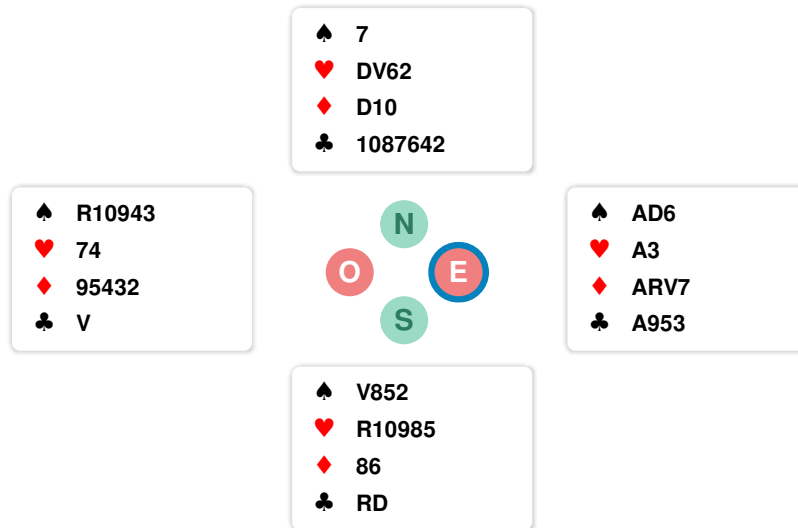 ♠ 7
♥ DV62
♦ D10
♣ 1087642
♠ R10943
♥ 74
♦ 95432
♣ V
N
O
E
S
♠ AD6
♥ A3
♦ ARV7
♣ A953
♠ V852
♥ R10985
♦ 86
♣ RD